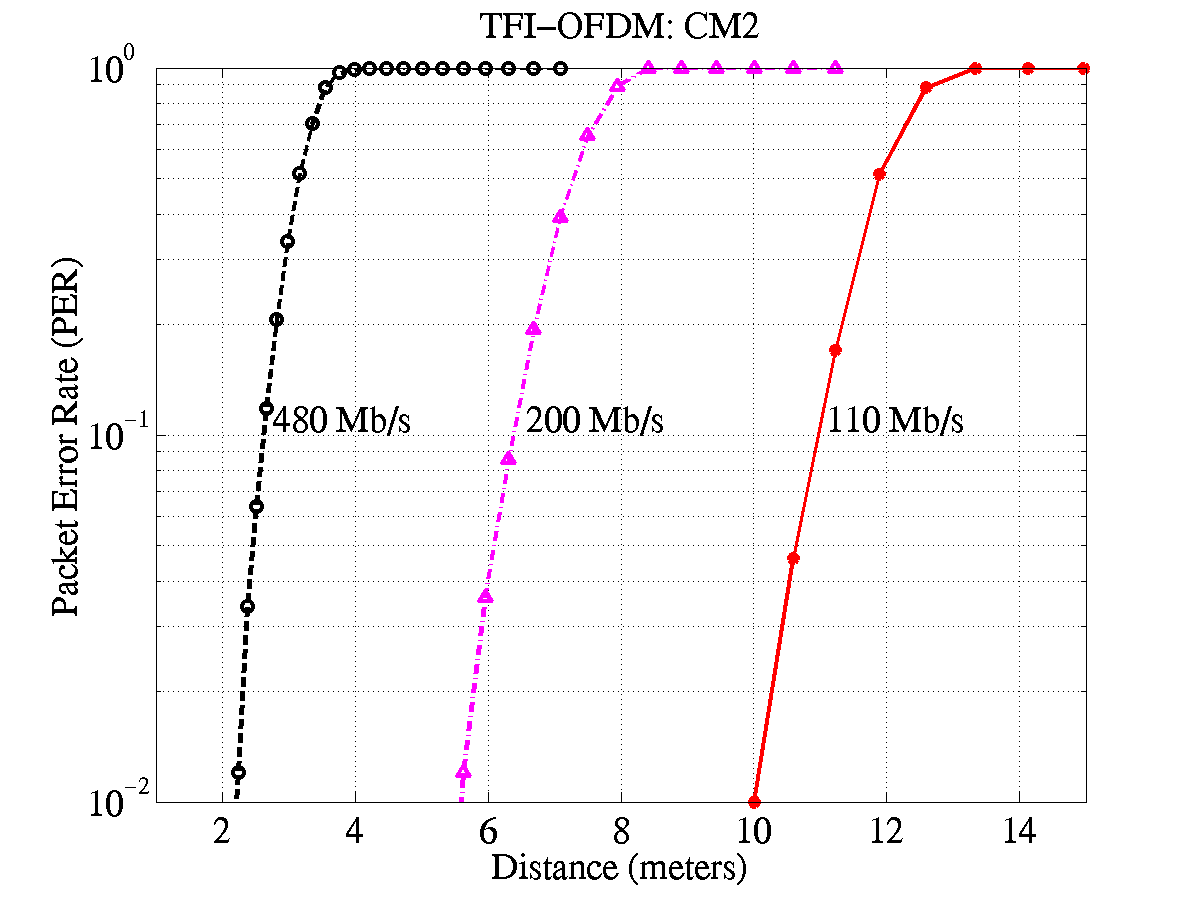 TFI−OFDM: CM2
10^0
10^−1
10^−2
Packet Error Rate (PER)
480 Mb/s
200 Mb/s
110 Mb/s
2 4 6 8 10 12 14
Distance (meters)